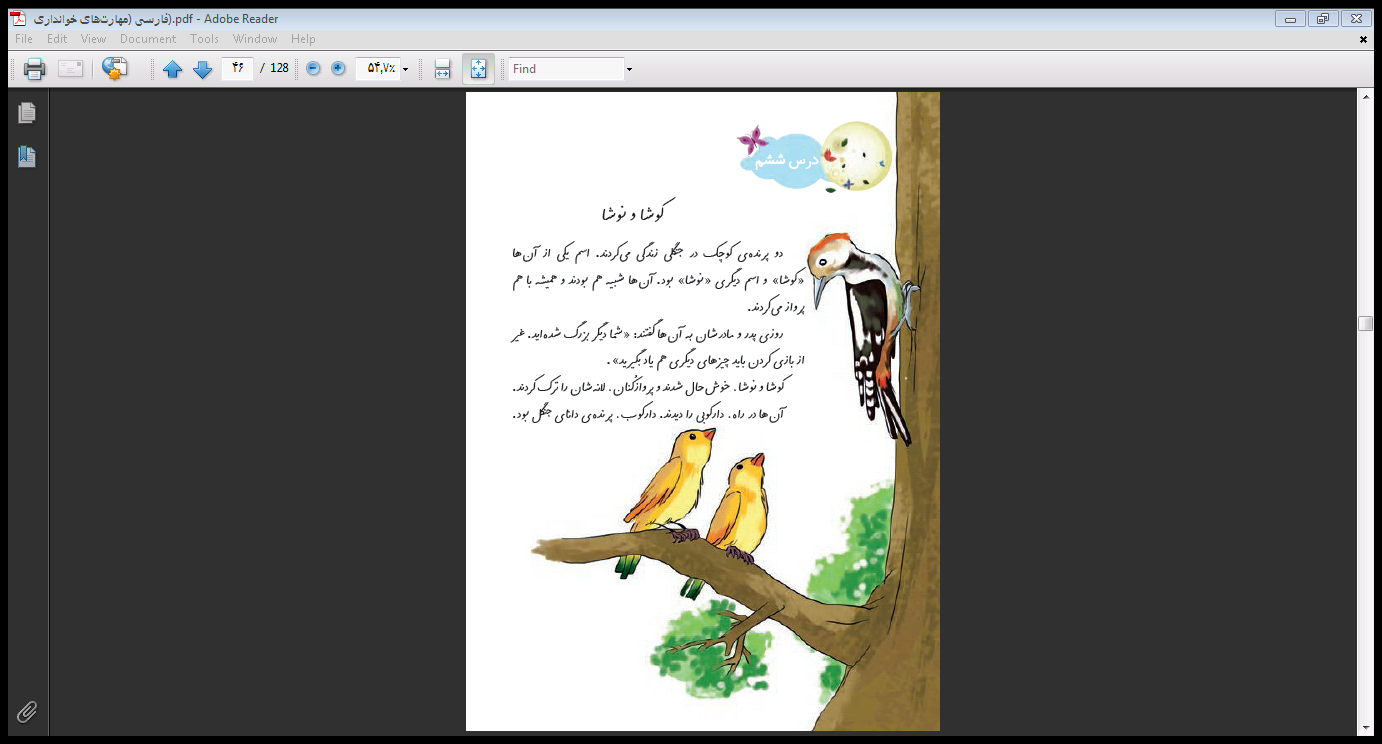 فارسی (مهارت‌های خوانداری).pdf - Adobe Reader
File Edit View Document Tools Window Help
۴۶ / 128 ۵۴٫۷٪ Find
درس ششم
کوشا و نوشا
دو پرنده‌ی کوچک در جنگلی زندگی می‌کردند. اسم یکی از آن‌ها
«کوشا» و اسم دیگری «نوشا» بود. آن‌ها شبیه هم بودند و همیشه با هم
پرواز می‌کردند.
روزی پدر و مادرشان به آن‌ها گفتند: «شما دیگر بزرگ شده‌اید. غیر
از بازی کردن باید چیزهای دیگری هم یاد بگیرید».
کوشا و نوشا، خوش‌حال شدند و پروازکُنان، لانه‌شان را ترک کردند.
آن‌ها در راه، دارکوبی را دیدند. دارکوب، پرنده‌ی دانای جنگل بود.